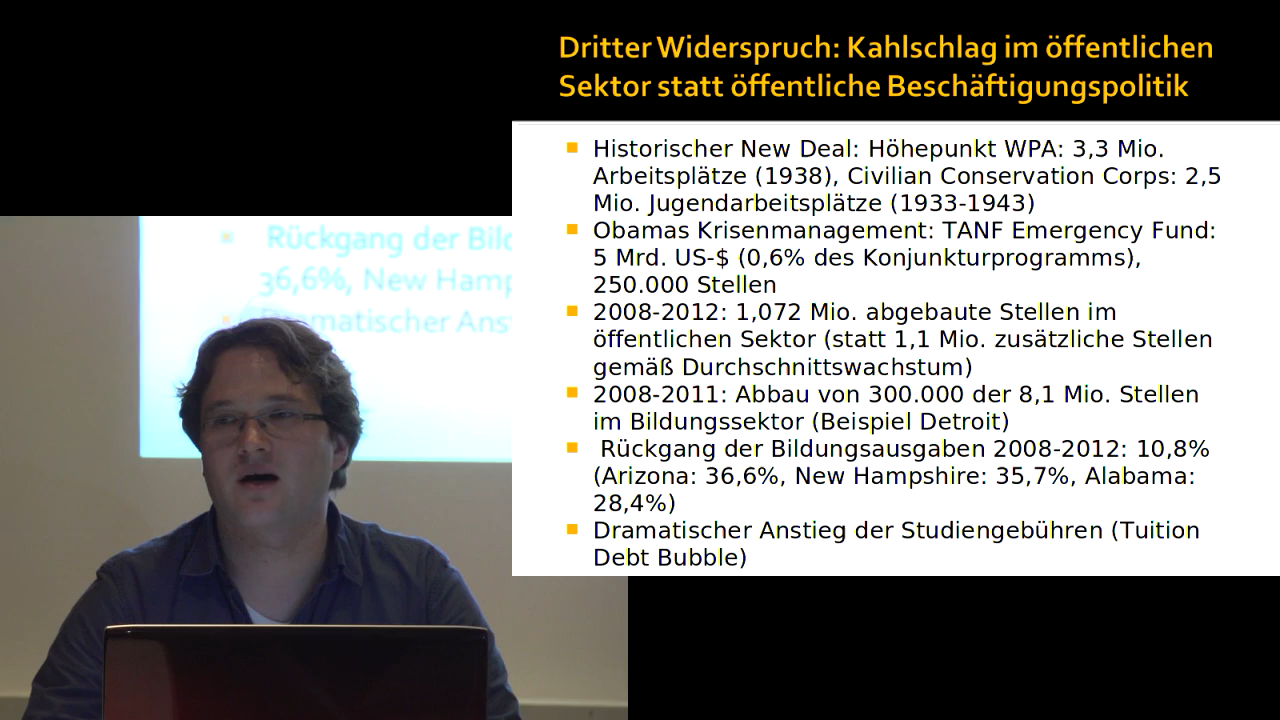 Dritter Widerspruch: Kahlschlag im öffentlichen
Sektor statt öffentliche Beschäftigungspolitik
Historischer New Deal: Höhepunkt WPA: 3,3 Mio.
Arbeitsplätze (1938), Civilian Conservation Corps: 2,5
Mio. Jugendarbeitsplätze (1933-1943)
Obamas Krisenmanagement: TANF Emergency Fund:
5 Mrd. US-$ (0,6% des Konjunkturprogramms),
250.000 Stellen
2008-2012: 1,072 Mio. abgebaute Stellen im
öffentlichen Sektor (statt 1,1 Mio. zusätzliche Stellen
gemäß Durchschnittswachstum)
2008-2011: Abbau von 300.000 der 8,1 Mio. Stellen
im Bildungssektor (Beispiel Detroit)
Rückgang der Bildungsausgaben 2008-2012: 10,8%
(Arizona: 36,6%, New Hampshire: 35,7%, Alabama:
28,4%)
Dramatischer Anstieg der Studiengebühren (Tuition
Debt Bubble)
Rückgang der Bild
36,6%, New Hamp
Dramatischer Anst